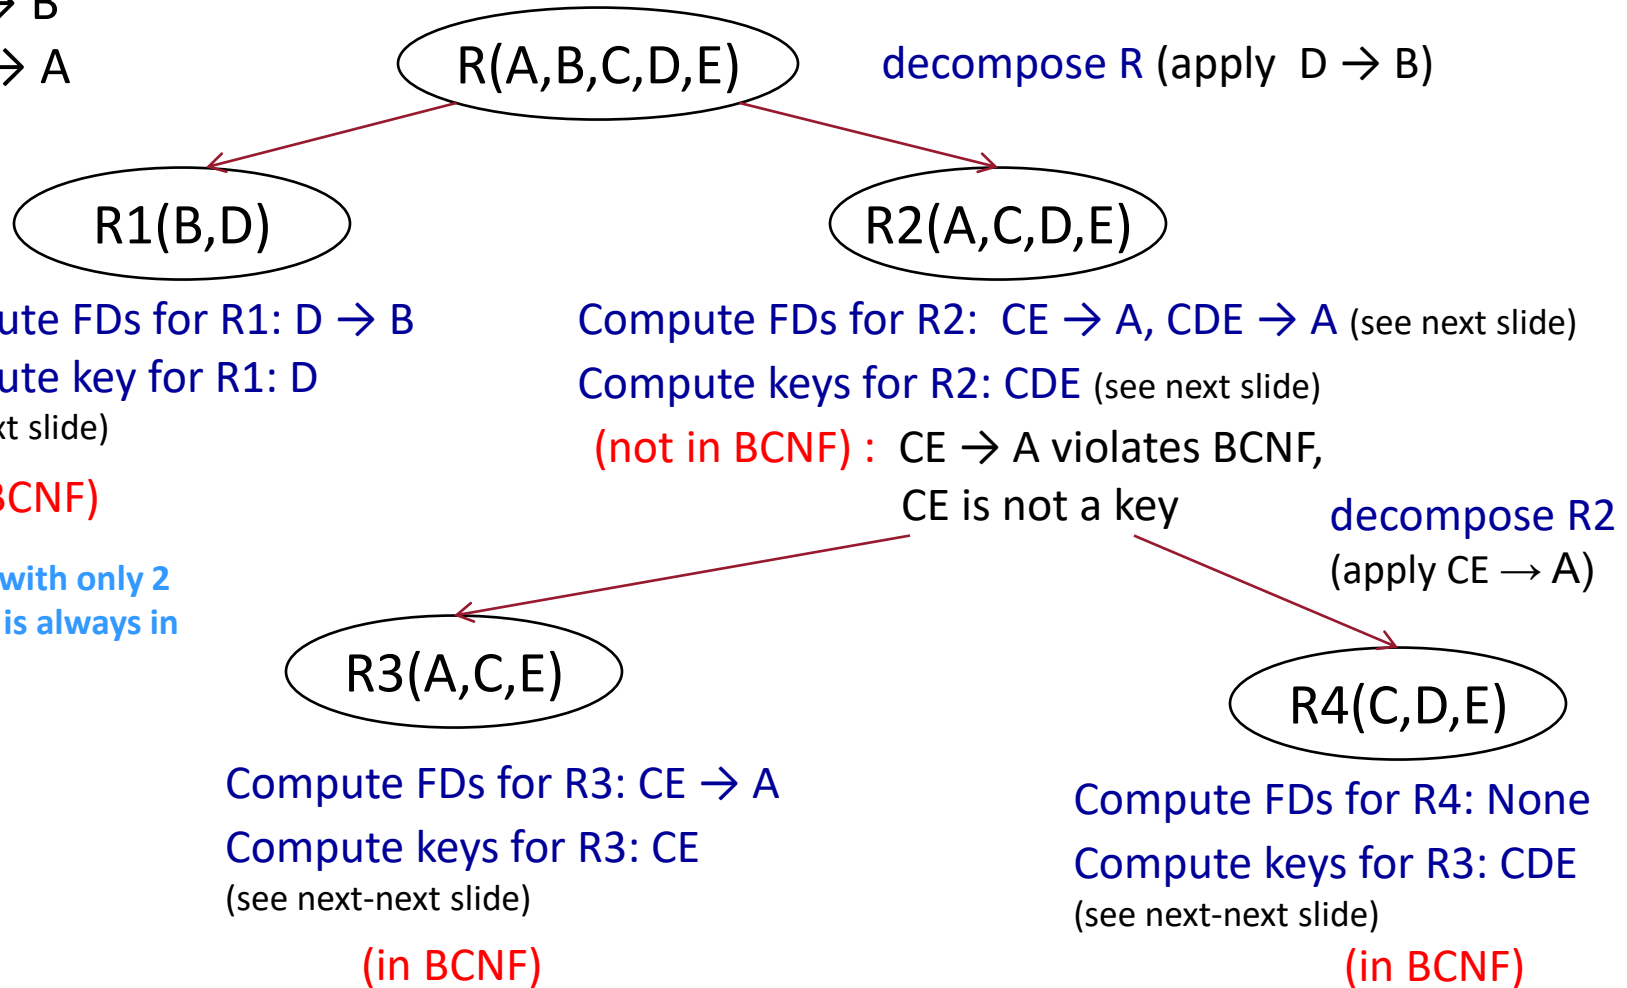 → B
→ A
R(A,B,C,D,E)
decompose R (apply D → B)
R1(B,D)
R2(A,C,D,E)
ute FDs for R1: D → B
ute key for R1: D
xt slide)
BCNF)
with only 2
is always in
Compute FDs for R2: CE → A, CDE → A (see next slide)
Compute keys for R2: CDE (see next slide)
(not in BCNF) : CE → A violates BCNF,
CE is not a key
decompose R2
(apply CE → A)
R3(A,C,E)
R4(C,D,E)
Compute FDs for R3: CE → A
Compute keys for R3: CE
(see next-next slide)
(in BCNF)
Compute FDs for R4: None
Compute keys for R3: CDE
(see next-next slide)
(in BCNF)